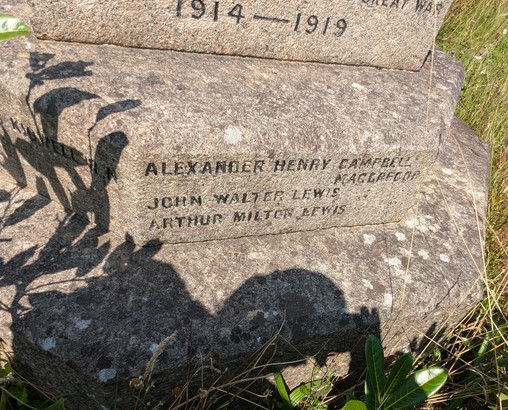 GREAT WAR
1914—1919
ALEXANDER HENRY CAMPBELL
MACGREGOR
JOHN WALTER LEWIS
ARTHUR MILTON LEWIS